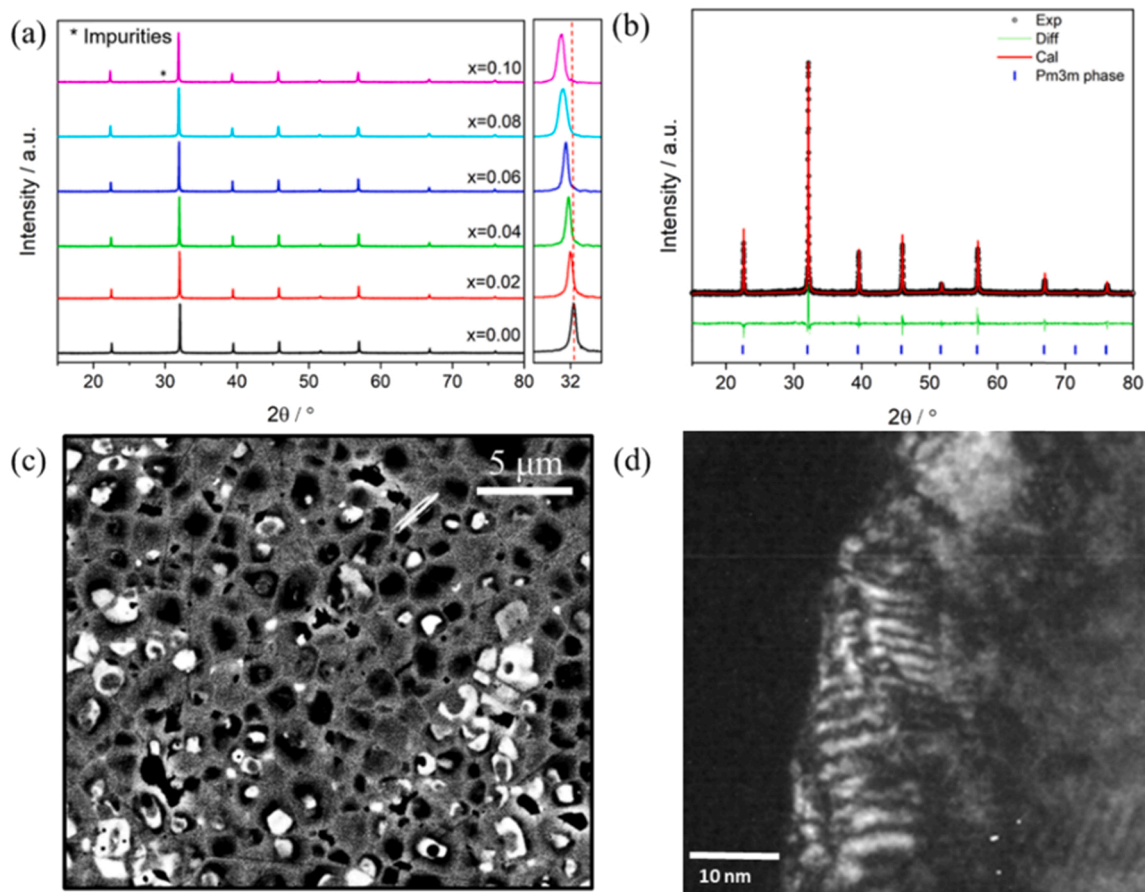 (a)
* Impurities
*
x=0.10
x=0.08
x=0.06
x=0.04
x=0.02
x=0.00
Intensity / a.u.
20 30 40 50 60 70 80
32
2θ / °
(b)
Exp
Diff
Cal
Pm3m phase
Intensity / a.u.
20 30 40 50 60 70 80
2θ / °
(c)
5 μm
(d)
10 nm